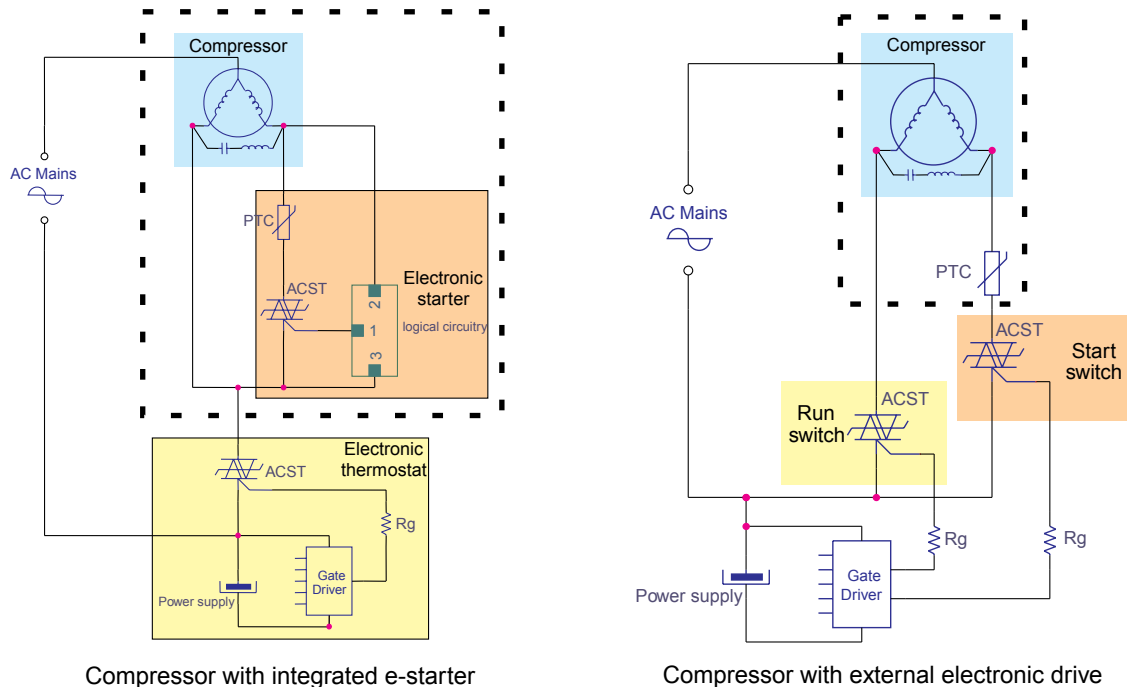 Compressor
AC Mains
PTC
ACST
Electronic
starter
logical circuitry
2
1
3
Electronic
thermostat
ACST
Rg
Gate
Driver
Power supply
Compressor with integrated e-starter
Compressor
AC Mains
PTC
ACST
Start
switch
ACST
Run
switch
Rg
Rg
Gate
Driver
Power supply
Compressor with external electronic drive